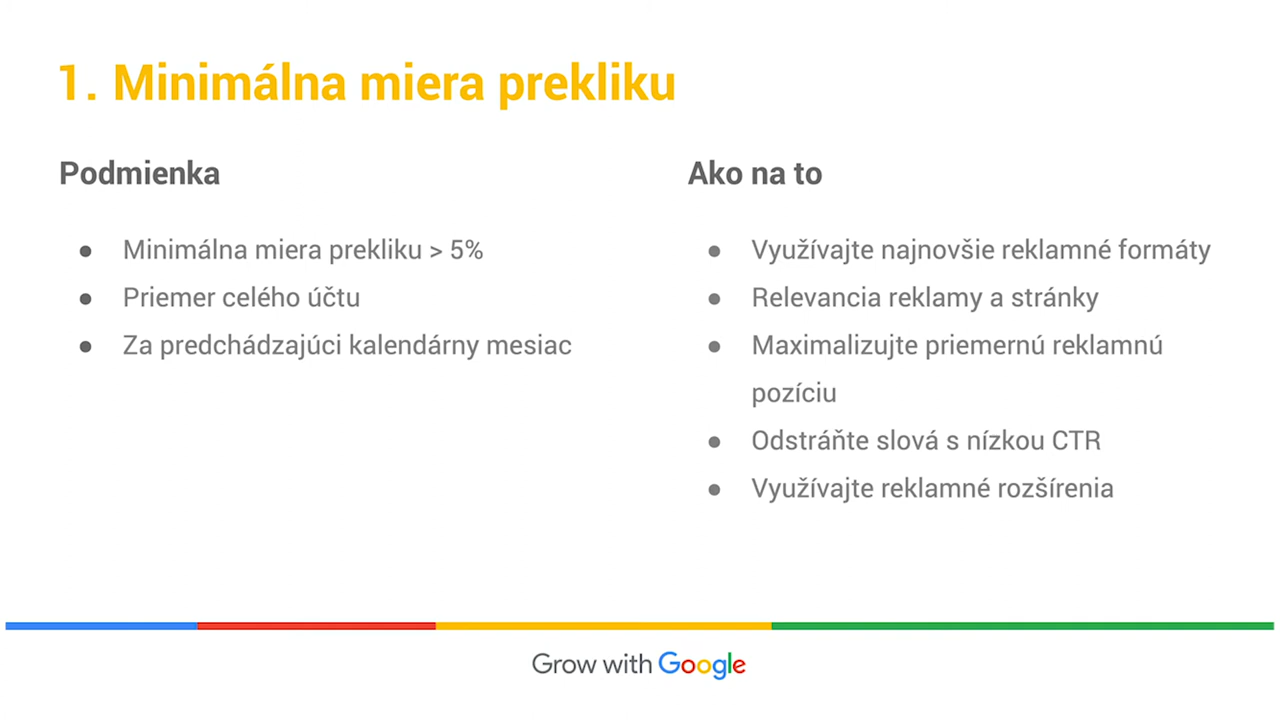 1. Minimálna miera prekliku
Podmienka
● Minimálna miera prekliku > 5%
● Priemer celého účtu
● Za predchádzajúci kalendárny mesiac
Ako na to
● Využívajte najnovšie reklamné formáty
● Relevancia reklamy a stránky
● Maximalizujte priemernú reklamnú
pozíciu
● Odstráňte slová s nízkou CTR
● Využívajte reklamné rozšírenia
Grow with Google